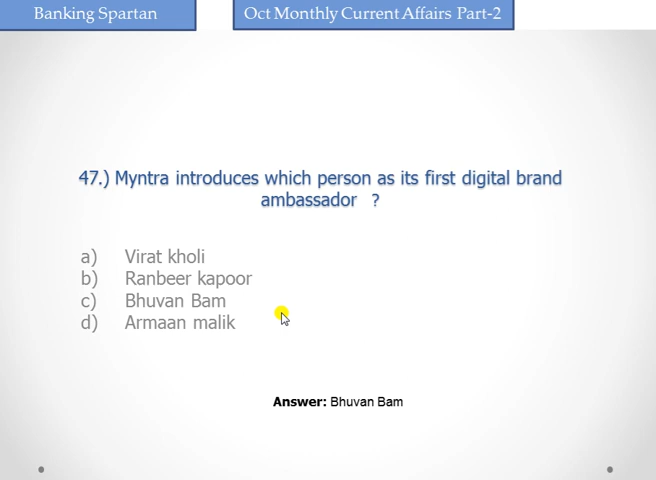 Banking Spartan
Oct Monthly Current Affairs Part-2
47.) Myntra introduces which person as its first digital brand
ambassador ?
a) Virat kholi
b) Ranbeer kapoor
c) Bhuvan Bam
d) Armaan malik
Answer: Bhuvan Bam